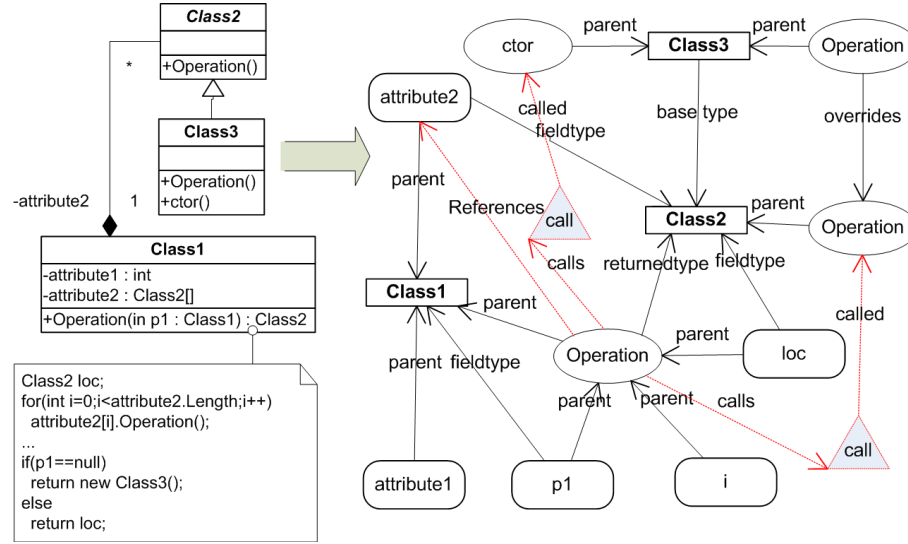 Class2
+Operation()
*
Class3
+Operation()
+ctor()
-attribute2
1
Class1
-attribute1 : int
-attribute2 : Class2[]
+Operation(in p1 : Class1) : Class2
Class2 loc;
for(int i=0;i<attribute2.Length;i++)
attribute2[i].Operation();
...
if(p1==null)
return new Class3();
else
return loc;
ctor
parent
Class3
parent
Operation
attribute2
called
fieldtype
base type
overrides
parent
References
call
Class2
parent
Operation
calls
returnedtype
fieldtype
Class1
parent
called
parent
fieldtype
Operation
parent
loc
parent
parent
calls
call
attribute1
p1
i